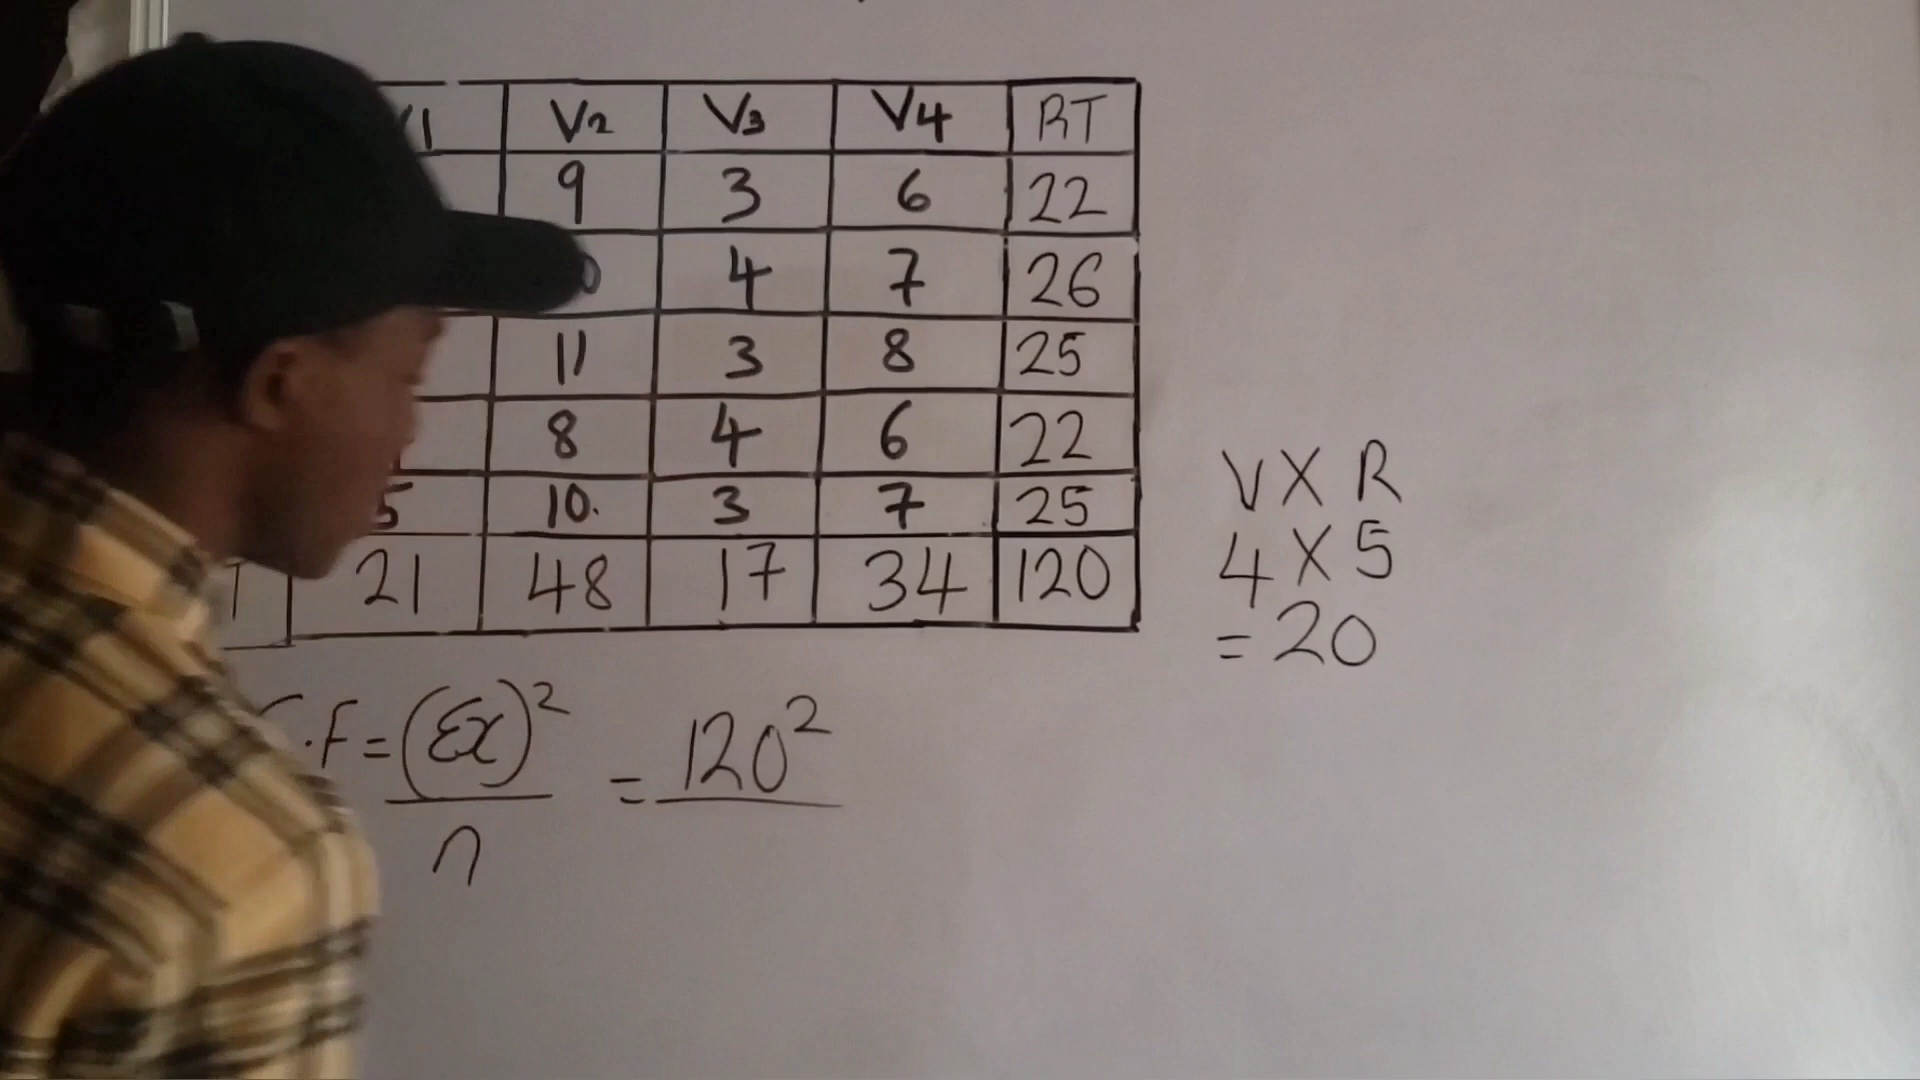 V2 V3 V4 RT
9 3 6 22
4 7 26
11 3 8 25
8 4 6 22
5 10. 3 7 25
T 21 48 17 34 120
V X R
4 X 5
= 20
.F = (Σx)² = 120²
n